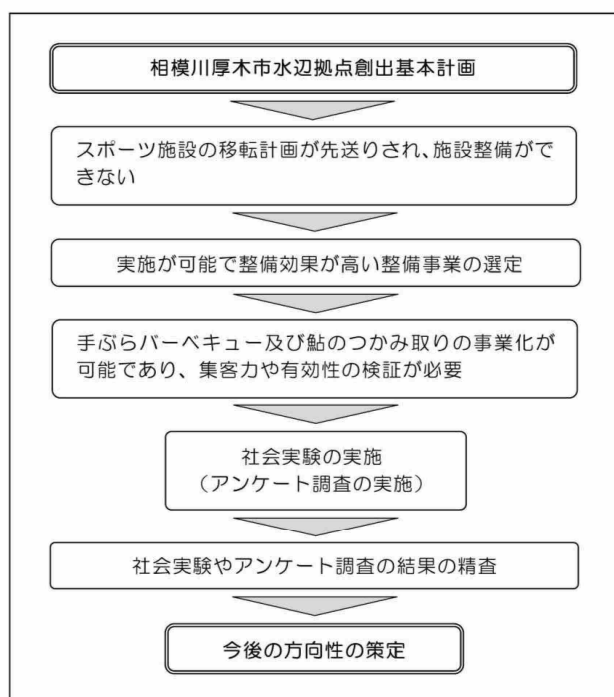 相模川厚木市水辺拠点創出基本計画
スポーツ施設の移転計画が先送りされ、施設整備がで
きない
実施が可能で整備効果が高い整備事業の選定
手ぶらバーベキュー及び鮎のつかみ取りの事業化が
可能であり、集客力や有効性の検証が必要
社会実験の実施
（アンケート調査の実施）
社会実験やアンケート調査の結果の精査
今後の方向性の策定